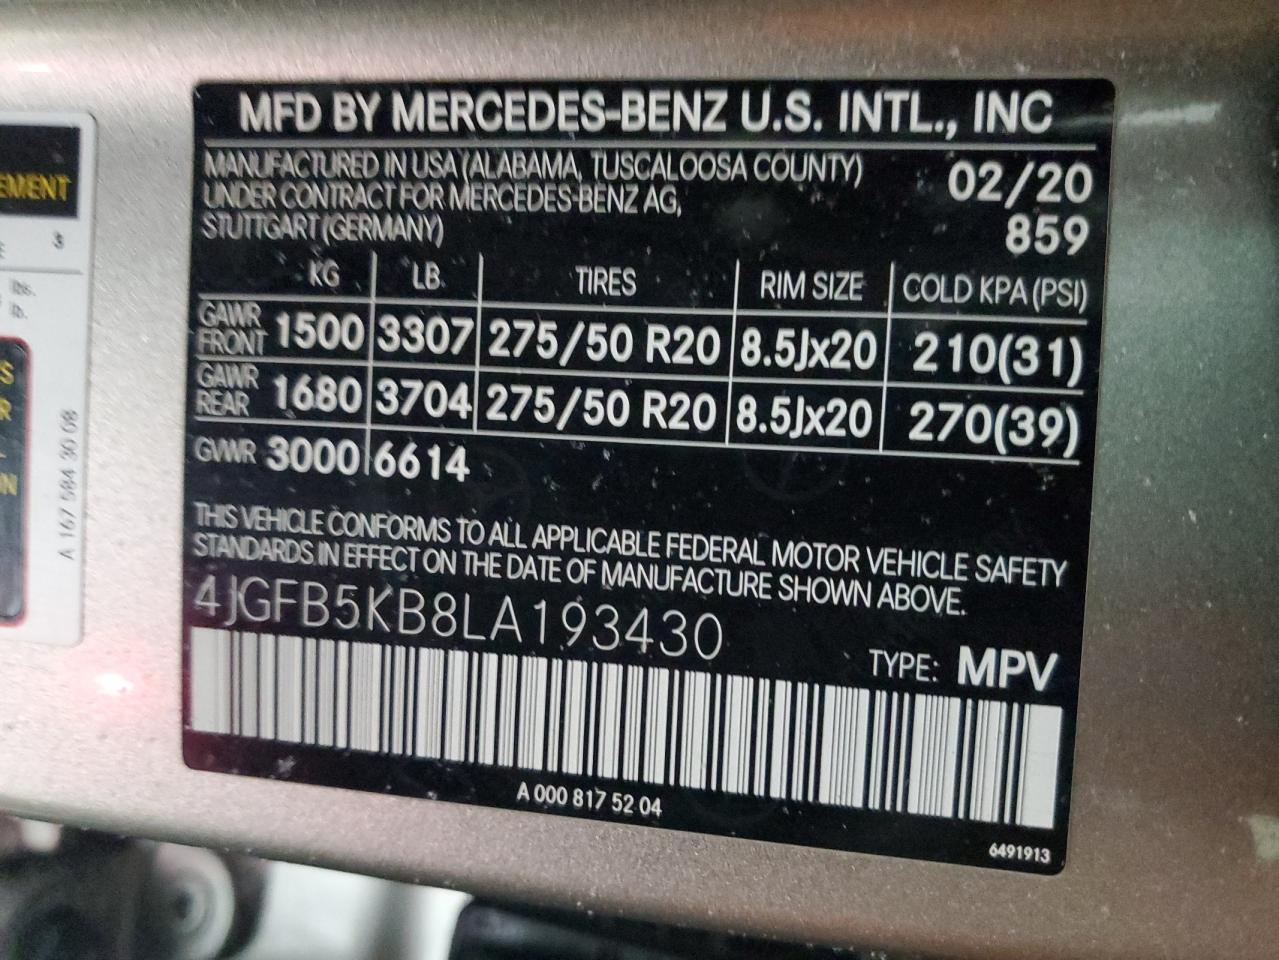 MFD BY MERCEDES-BENZ U.S. INTL., INC
MANUFACTURED IN USA (ALABAMA, TUSCALOOSA COUNTY) 02/20
UNDER CONTRACT FOR MERCEDES-BENZ AG,
STUTTGART (GERMANY) 859
KG LB. TIRES RIM SIZE COLD KPA (PSI)
GAWR FRONT 1500 3307 275/50 R20 8.5Jx20 210(31)
GAWR REAR 1680 3704 275/50 R20 8.5Jx20 270(39)
GVWR 3000 6614
THIS VEHICLE CONFORMS TO ALL APPLICABLE FEDERAL MOTOR VEHICLE SAFETY
STANDARDS IN EFFECT ON THE DATE OF MANUFACTURE SHOWN ABOVE.
4JGFB5KB8LA193430
TYPE: MPV
A 000 817 52 04
6491913
EMENT
3
lbs.
lb.
A 167 584 30 08